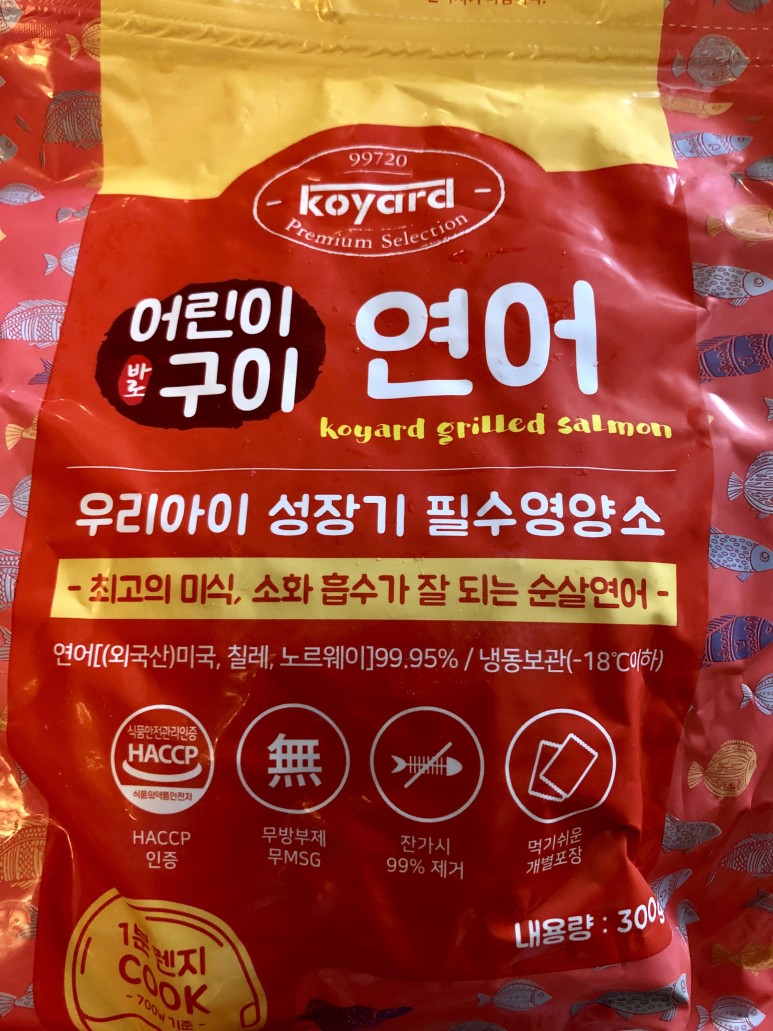 99720
koyard
Premium Selection
어린이
바로
구이
연어
koyard grilled salmon
우리아이 성장기 필수영양소
- 최고의 미식, 소화 흡수가 잘 되는 순살연어 -
연어[(외국산)미국, 칠레, 노르웨이]99.95% / 냉동보관(-18℃이하)
식품안전관리인증
HACCP
식품의약품안전처
無
HACCP
인증
무방부제
무MSG
잔가시
99% 제거
먹기쉬운
개별포장
내용량 : 300g
1분 렌지
COOK
- 700w 기준 -